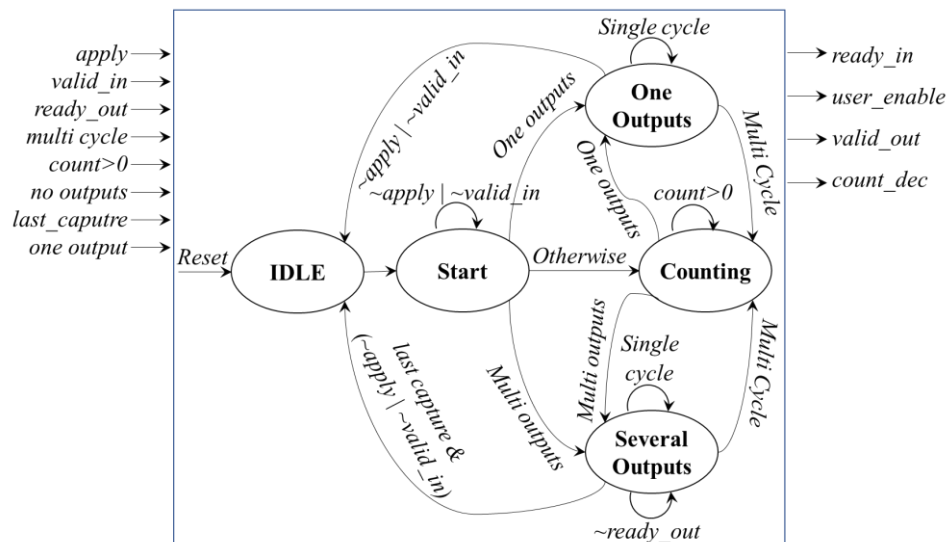 apply
valid_in
ready_out
multi cycle
count>0
no outputs
last_caputre
one output
Reset
IDLE
~apply | ~valid_in
Start
~apply | ~valid_in
One outputs
Otherwise
Multi outputs
Single cycle
One
Outputs
Multi Cycle
One outputs
count>0
Counting
Multi outputs
Single
cycle
Several
Outputs
~ready_out
Multi Cycle
last capture &
(~apply | ~valid_in)
ready_in
user_enable
valid_out
count_dec